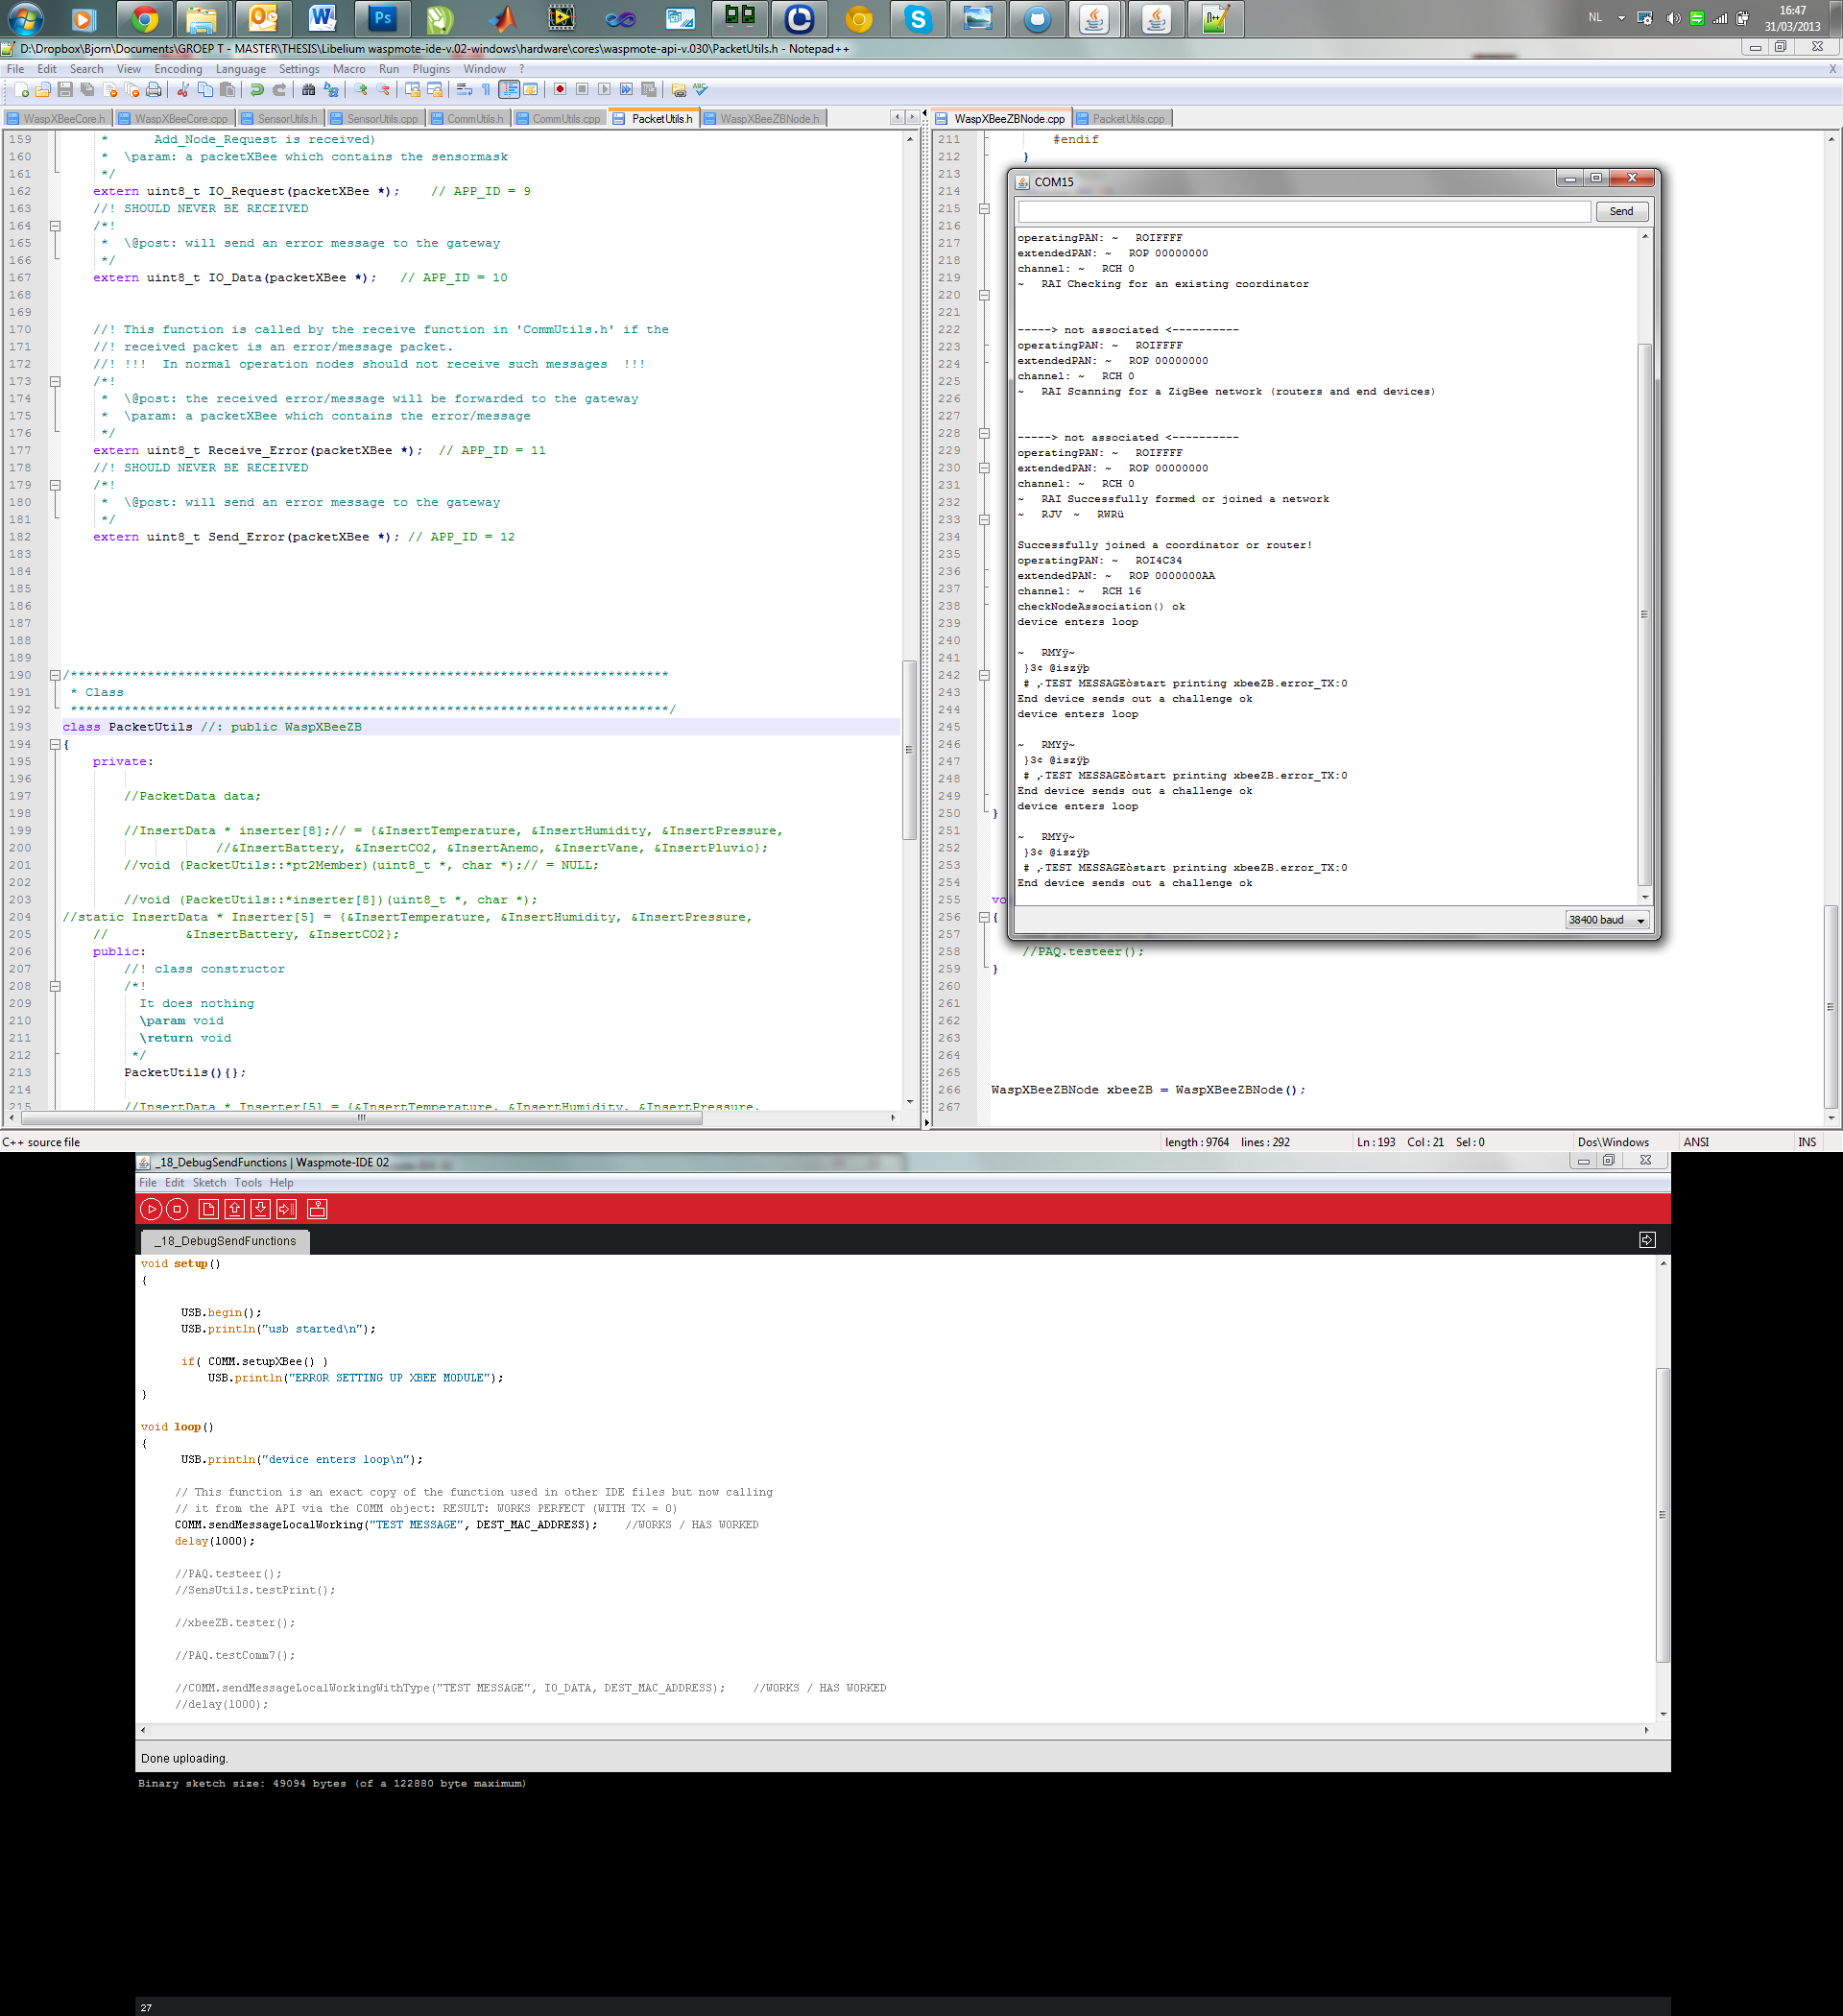 NL
16:47
31/03/2013
D:\Dropbox\Bjorn\Documents\GROEP T - MASTER\THESIS\Libelium waspmote-ide-v.02-windows\hardware\cores\waspmote-api-v.030\PacketUtils.h - Notepad++
File Edit Search View Encoding Language Settings Macro Run Plugins Window ?
X
WaspXBeeCore.h WaspXBeeCore.cpp SensorUtils.h SensorUtils.cpp CommUtils.h CommUtils.cpp PacketUtils.h WaspXBeeZBNode.h
159 * Add_Node_Request is received)
160 * \param: a packetXBee which contains the sensormask
161 */
162 extern uint8_t IO_Request(packetXBee *); // APP_ID = 9
163 //! SHOULD NEVER BE RECEIVED
164 /*!
165 * \@post: will send an error message to the gateway
166 */
167 extern uint8_t IO_Data(packetXBee *); // APP_ID = 10
168
169
170 //! This function is called by the receive function in 'CommUtils.h' if the
171 //! received packet is an error/message packet.
172 //! !!! In normal operation nodes should not receive such messages !!!
173 /*!
174 * \@post: the received error/message will be forwarded to the gateway
175 * \param: a packetXBee which contains the error/message
176 */
177 extern uint8_t Receive_Error(packetXBee *); // APP_ID = 11
178 //! SHOULD NEVER BE RECEIVED
179 /*!
180 * \@post: will send an error message to the gateway
181 */
182 extern uint8_t Send_Error(packetXBee *); // APP_ID = 12
183
184
185
186
187
188
189
190 /******************************************************************************
191 * Class
192 ******************************************************************************/
193 class PacketUtils //: public WaspXBeeZB
194 {
195 private:
196
197 //PacketData data;
198
199 //InsertData * inserter[8];// = {&InsertTemperature, &InsertHumidity, &InsertPressure,
200 //&InsertBattery, &InsertCO2, &InsertAnemo, &InsertVane, &InsertPluvio};
201 //void (PacketUtils::*pt2Member)(uint8_t *, char *);// = NULL;
202
203 //void (PacketUtils::*inserter[8])(uint8_t *, char *);
204 //static InsertData * Inserter[5] = {&InsertTemperature, &InsertHumidity, &InsertPressure,
205 // &InsertBattery, &InsertCO2};
206 public:
207 //! class constructor
208 /*!
209 It does nothing
210 \param void
211 \return void
212 */
213 PacketUtils(){};
214
215 //InsertData * Inserter[5] = {&InsertTemperature, &InsertHumidity, &InsertPressure,
WaspXBeeZBNode.cpp PacketUtils.cpp
211 #endif
212 }
213
214
215
216
217
218
219
220
221
222
223
224
225
226
227
228
229
230
231
232
233
234
235
236
237
238
239
240
241
242
243
244
245
246
247
248
249
250 }
251
252
253
254
255 vo
256 {
257
258 //PAQ.testeer();
259 }
260
261
262
263
264
265
266 WaspXBeeZBNode xbeeZB = WaspXBeeZBNode();
267
COM15
Send
operatingPAN: ~ ROIFFFF
extendedPAN: ~ ROP 00000000
channel: ~ RCH 0
~ RAI Checking for an existing coordinator
-----> not associated <----------
operatingPAN: ~ ROIFFFF
extendedPAN: ~ ROP 00000000
channel: ~ RCH 0
~ RAI Scanning for a ZigBee network (routers and end devices)
-----> not associated <----------
operatingPAN: ~ ROIFFFF
extendedPAN: ~ ROP 00000000
channel: ~ RCH 0
~ RAI Successfully formed or joined a network
~ RJV ~ RWRü
Successfully joined a coordinator or router!
operatingPAN: ~ ROI4C34
extendedPAN: ~ ROP 0000000AA
channel: ~ RCH 16
checkNodeAssociation() ok
device enters loop
~ RMYÿ~
}3¢ @iszÿþ
# TEST MESSAGEòstart printing xbeeZB.error_TX:0
End device sends out a challenge ok
device enters loop
~ RMYÿ~
}3¢ @iszÿþ
# TEST MESSAGEòstart printing xbeeZB.error_TX:0
End device sends out a challenge ok
device enters loop
~ RMYÿ~
}3¢ @iszÿþ
# TEST MESSAGEòstart printing xbeeZB.error_TX:0
End device sends out a challenge ok
38400 baud
C++ source file length : 9764 lines : 292 Ln : 193 Col : 21 Sel : 0 Dos\Windows ANSI INS
_18_DebugSendFunctions | Waspmote-IDE 02
File Edit Sketch Tools Help
_18_DebugSendFunctions
void setup()
{
USB.begin();
USB.println("usb started\n");
if( COMM.setupXBee() )
USB.println("ERROR SETTING UP XBEE MODULE");
}
void loop()
{
USB.println("device enters loop\n");
// This function is an exact copy of the function used in other IDE files but now calling
// it from the API via the COMM object: RESULT: WORKS PERFECT (WITH TX = 0)
COMM.sendMessageLocalWorking("TEST MESSAGE", DEST_MAC_ADDRESS); //WORKS / HAS WORKED
delay(1000);
//PAQ.testeer();
//SensUtils.testPrint();
//xbeeZB.tester();
//PAQ.testComm7();
//COMM.sendMessageLocalWorkingWithType("TEST MESSAGE", IO_DATA, DEST_MAC_ADDRESS); //WORKS / HAS WORKED
//delay(1000);
Done uploading.
Binary sketch size: 49094 bytes (of a 122880 byte maximum)
27